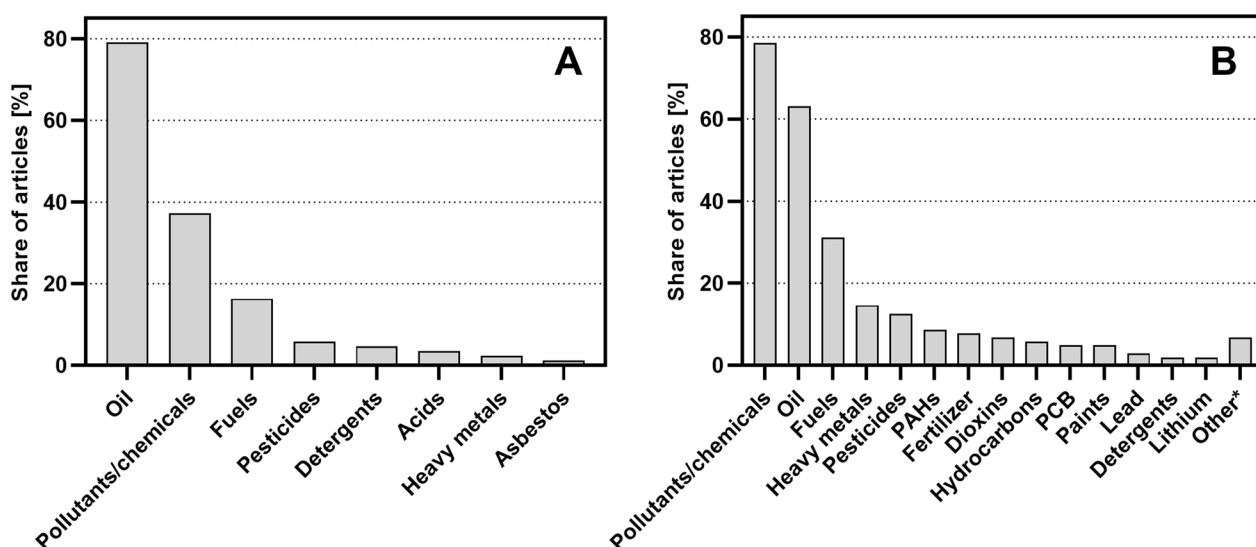 A
Share of articles [%]
80
60
40
20
0
Oil
Pollutants/chemicals
Fuels
Pesticides
Detergents
Acids
Heavy metals
Asbestos
B
Share of articles [%]
80
60
40
20
0
Pollutants/chemicals
Oil
Fuels
Heavy metals
Pesticides
PAHs
Fertilizer
Dioxins
Hydrocarbons
PCB
Paints
Lead
Detergents
Lithium
Other*